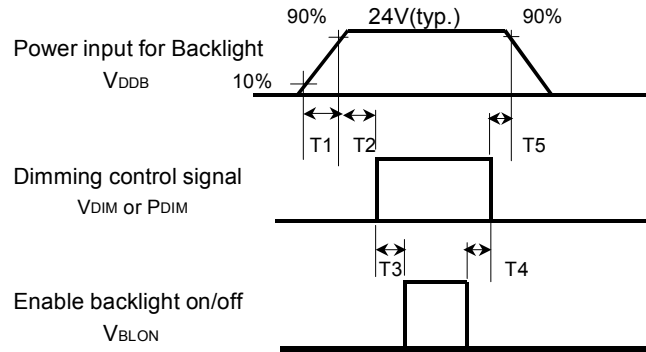 90% 24V(typ.) 90%
Power input for Backlight
VDDB
10%
T1 T2 T5
Dimming control signal
VDIM or PDIM
T3 T4
Enable backlight on/off
VBLON